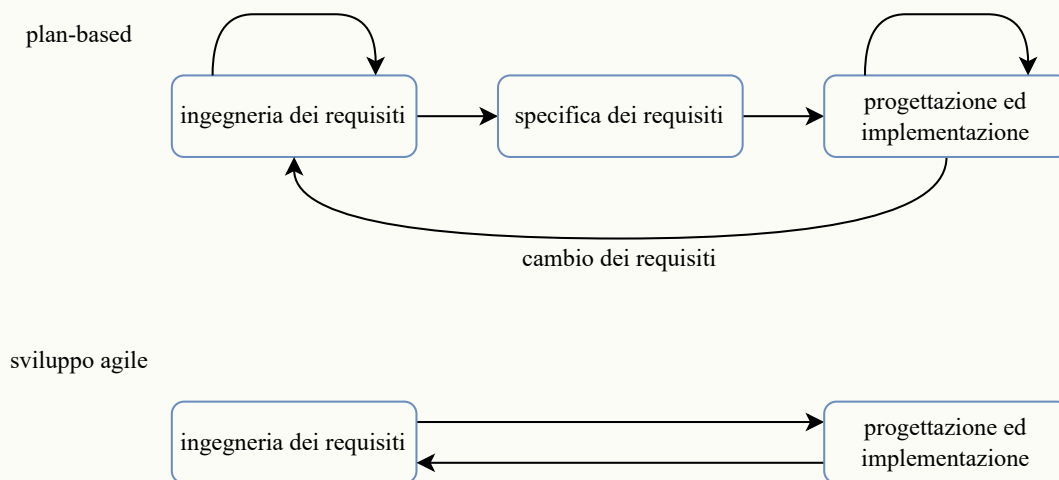 plan-based
ingegneria dei requisiti
specifica dei requisiti
progettazione ed
implementazione
cambio dei requisiti
sviluppo agile
ingegneria dei requisiti
progettazione ed
implementazione